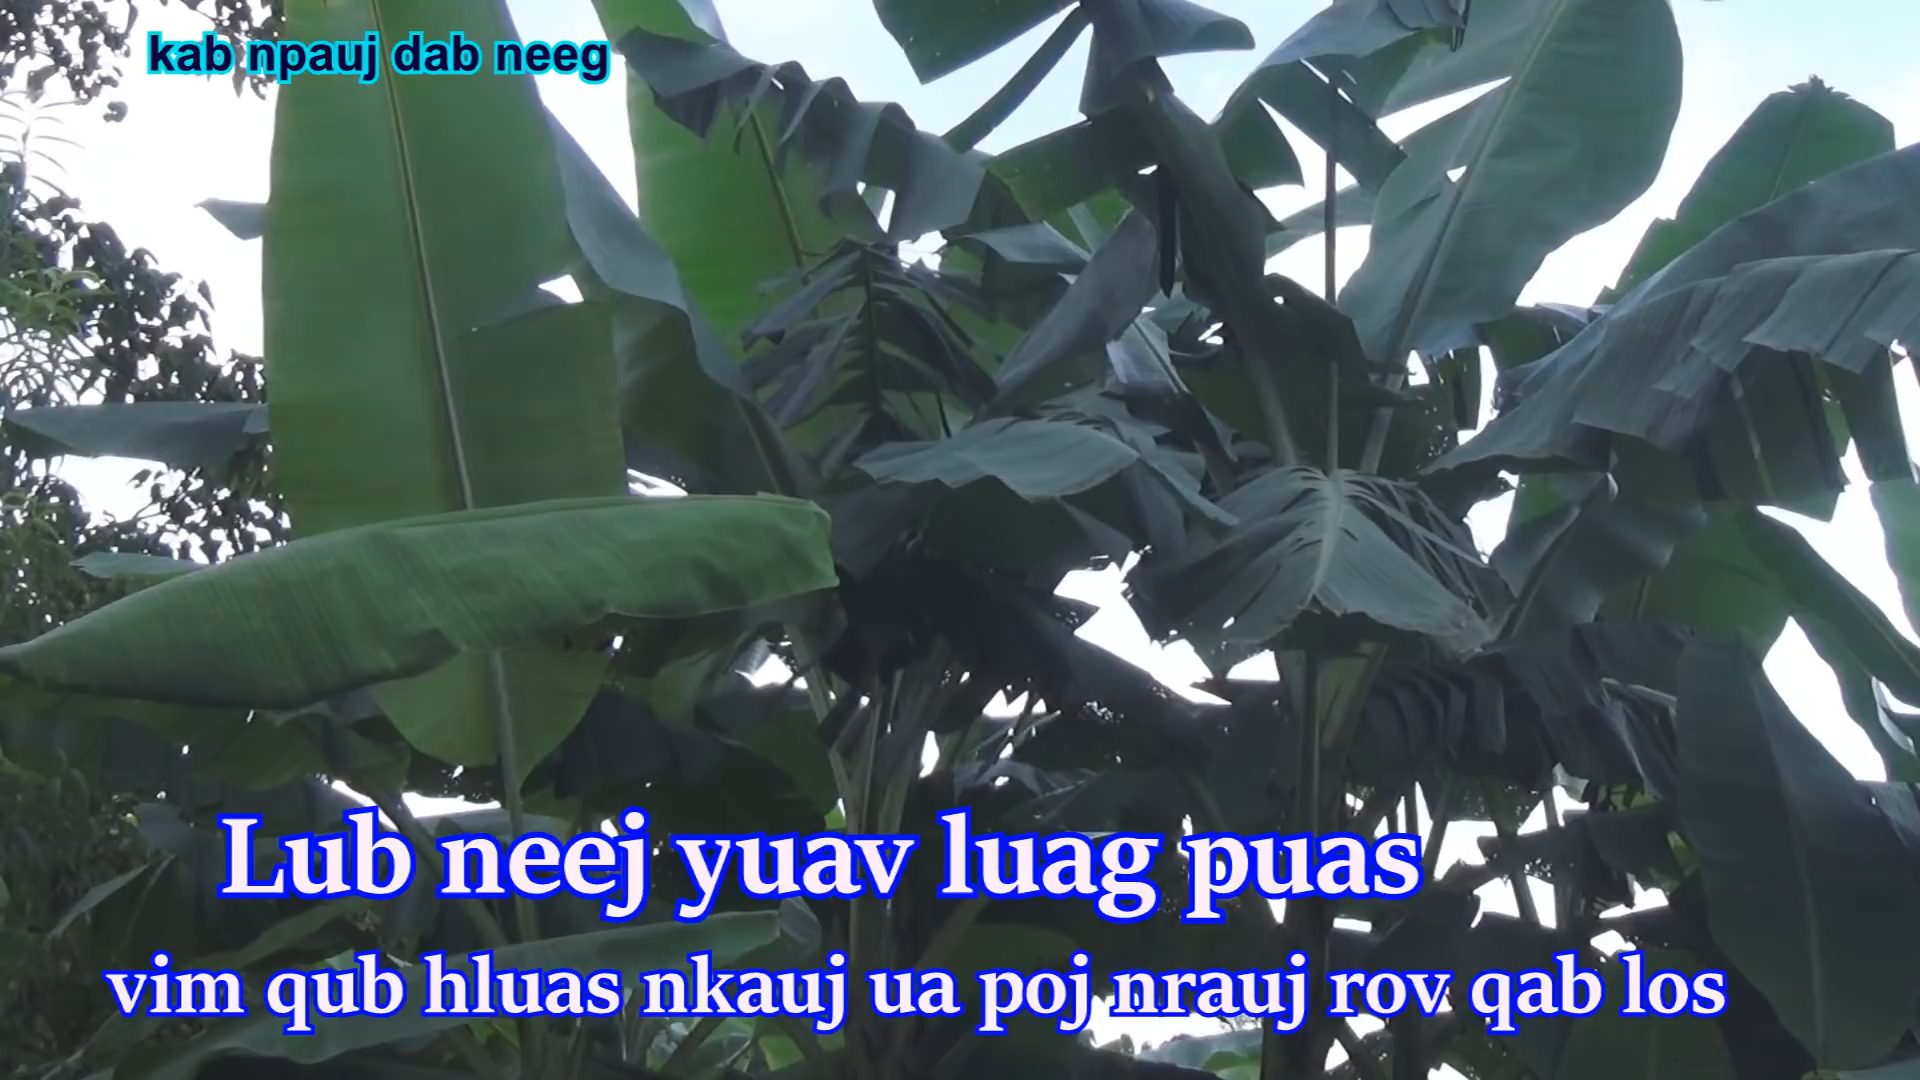 kab npauj dab neeg
Lub neej yuav luag puas
vim qub hluas nkauj ua poj nrauj rov qab los